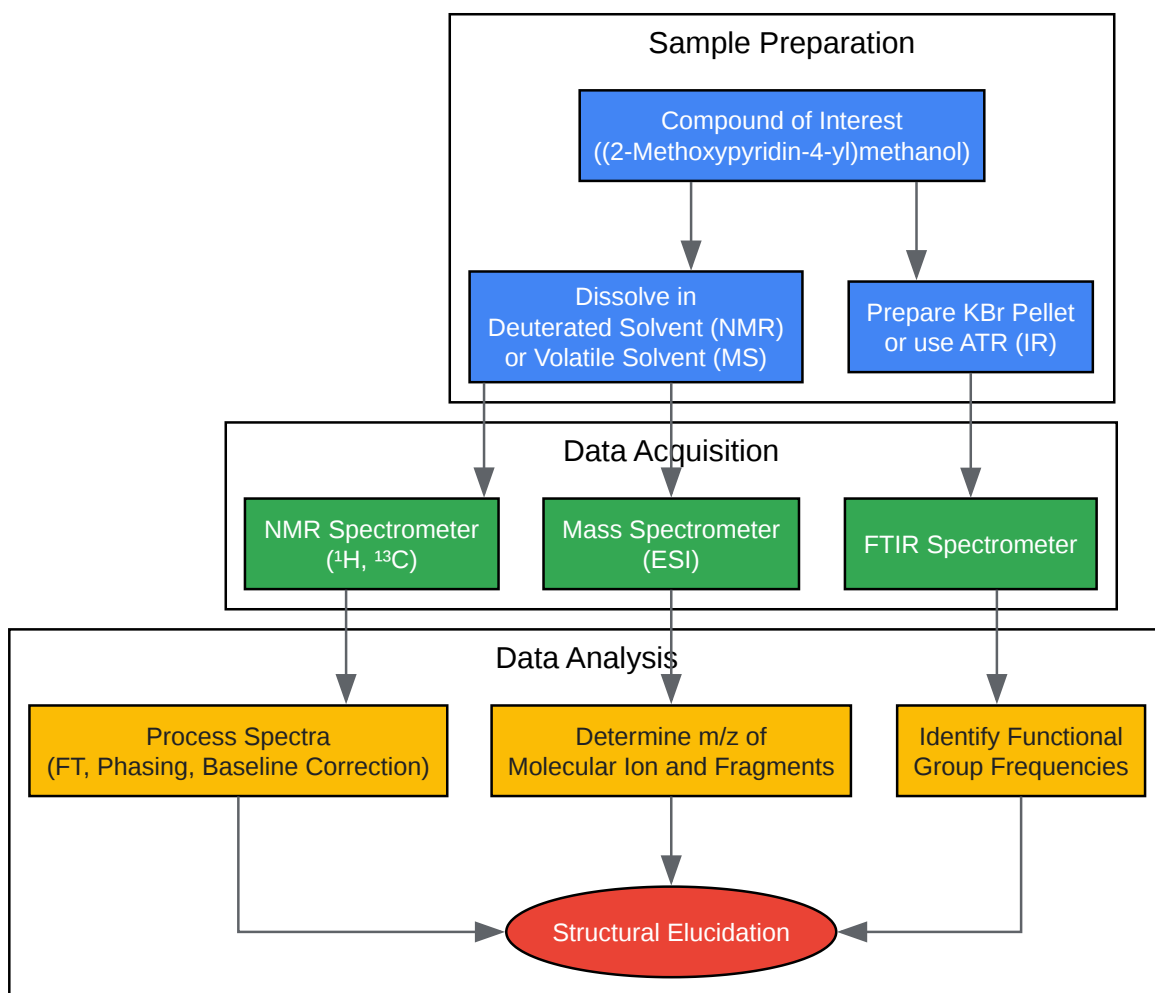 Sample Preparation
Compound of Interest
((2-Methoxypyridin-4-yl)methanol)
Dissolve in
Deuterated Solvent (NMR)
or Volatile Solvent (MS)
Prepare KBr Pellet
or use ATR (IR)
Data Acquisition
NMR Spectrometer
(¹H, ¹³C)
Mass Spectrometer
(ESI)
FTIR Spectrometer
Data Analysis
Process Spectra
(FT, Phasing, Baseline Correction)
Determine m/z of
Molecular Ion and Fragments
Identify Functional
Group Frequencies
Structural Elucidation